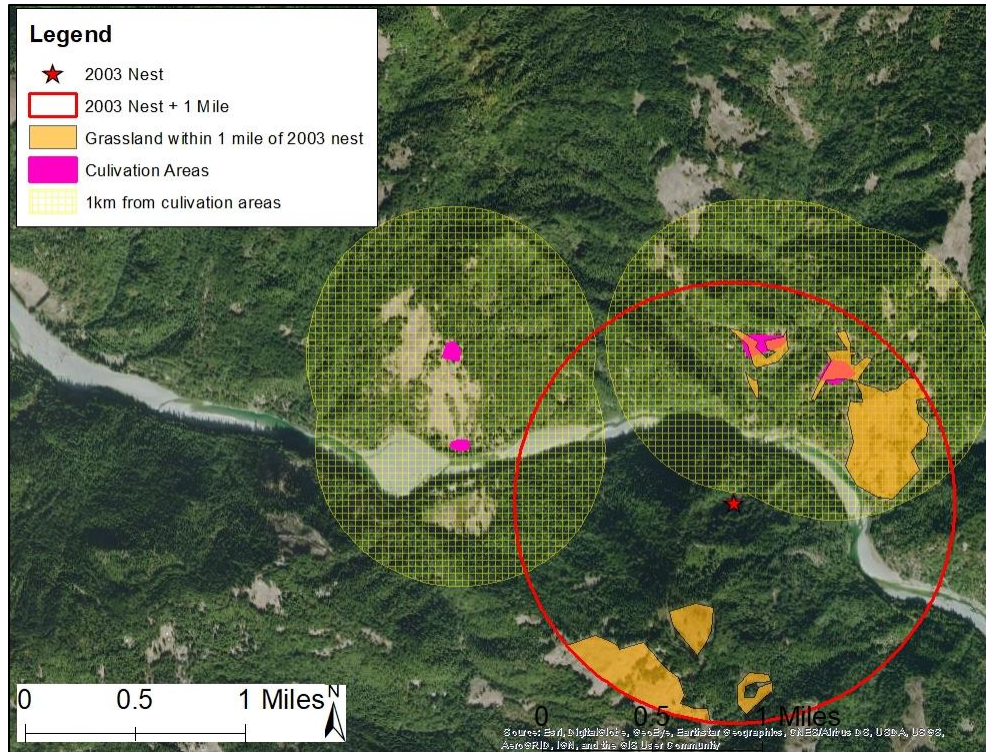 Legend
2003 Nest
2003 Nest + 1 Mile
Grassland within 1 mile of 2003 nest
Culivation Areas
1km from culivation areas
0 0.5 1 Miles
N
0 0.5 1 Miles
Source: Esri, DigitalGlobe, GeoEye, Earthstar Geographics, CNES/Airbus DS, USDA, USGS,
AeroGRID, IGN, and the GIS User Community